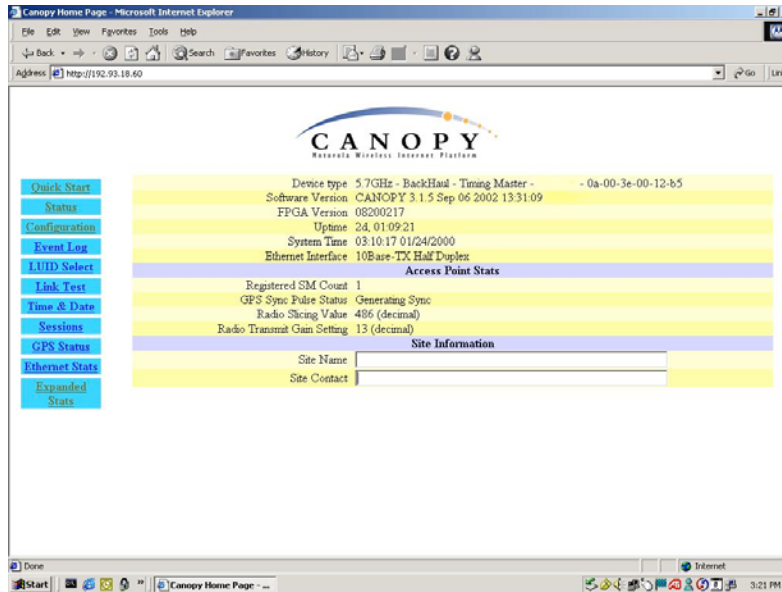 Canopy Home Page - Microsoft Internet Explorer
File Edit View Favorites Tools Help
Back Search Favorites History
Address http://192.93.18.60 Go
CANOPY
Motorola Wireless Internet Platform
Quick Start
Status
Configuration
Event Log
LUID Select
Link Test
Time & Date
Sessions
GPS Status
Ethernet Stats
Expanded
Stats
Device type 5.7GHz - BackHaul - Timing Master - - 0a-00-3e-00-12-b5
Software Version CANOPY 3.1.5 Sep 06 2002 13:31:09
FPGA Version 08200217
Uptime 2d, 01:09:21
System Time 03:10:17 01/24/2000
Ethernet Interface 10Base-TX Half Duplex
Access Point Stats
Registered SM Count 1
GPS Sync Pulse Status Generating Sync
Radio Slicing Value 486 (decimal)
Radio Transmit Gain Setting 13 (decimal)
Site Information
Site Name
Site Contact
Done Internet
Start Canopy Home Page - ... 3:21 PM